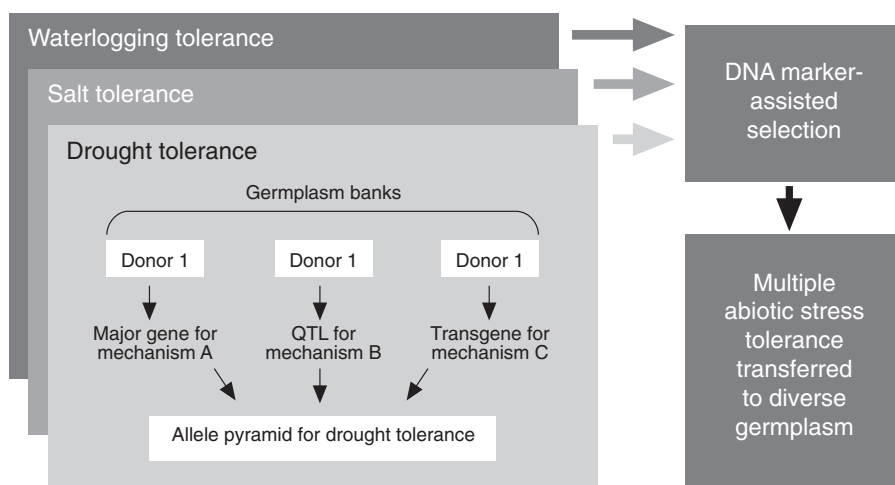 Waterlogging tolerance
Salt tolerance
Drought tolerance
Germplasm banks
Donor 1
Donor 1
Donor 1
Major gene for
mechanism A
QTL for
mechanism B
Transgene for
mechanism C
Allele pyramid for drought tolerance
DNA marker-
assisted
selection
Multiple
abiotic stress
tolerance
transferred
to diverse
germplasm